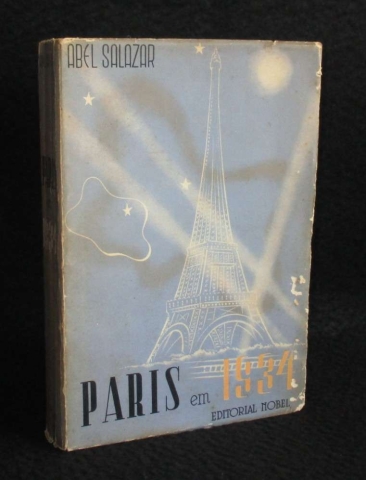 ABEL SALAZAR
PARIS em 1934
EDITORIAL NOBEL